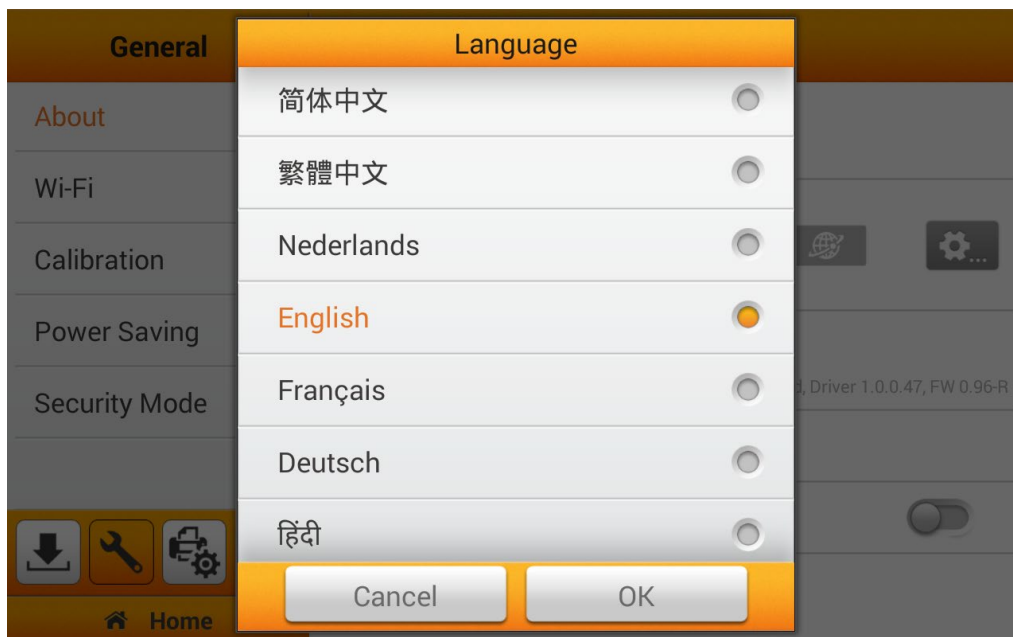 General
About
Wi-Fi
Calibration
Power Saving
Security Mode
Home
Language
简体中文
繁體中文
Nederlands
English
Français
Deutsch
हिंदी
Cancel
OK
, Driver 1.0.0.47, FW 0.96-R